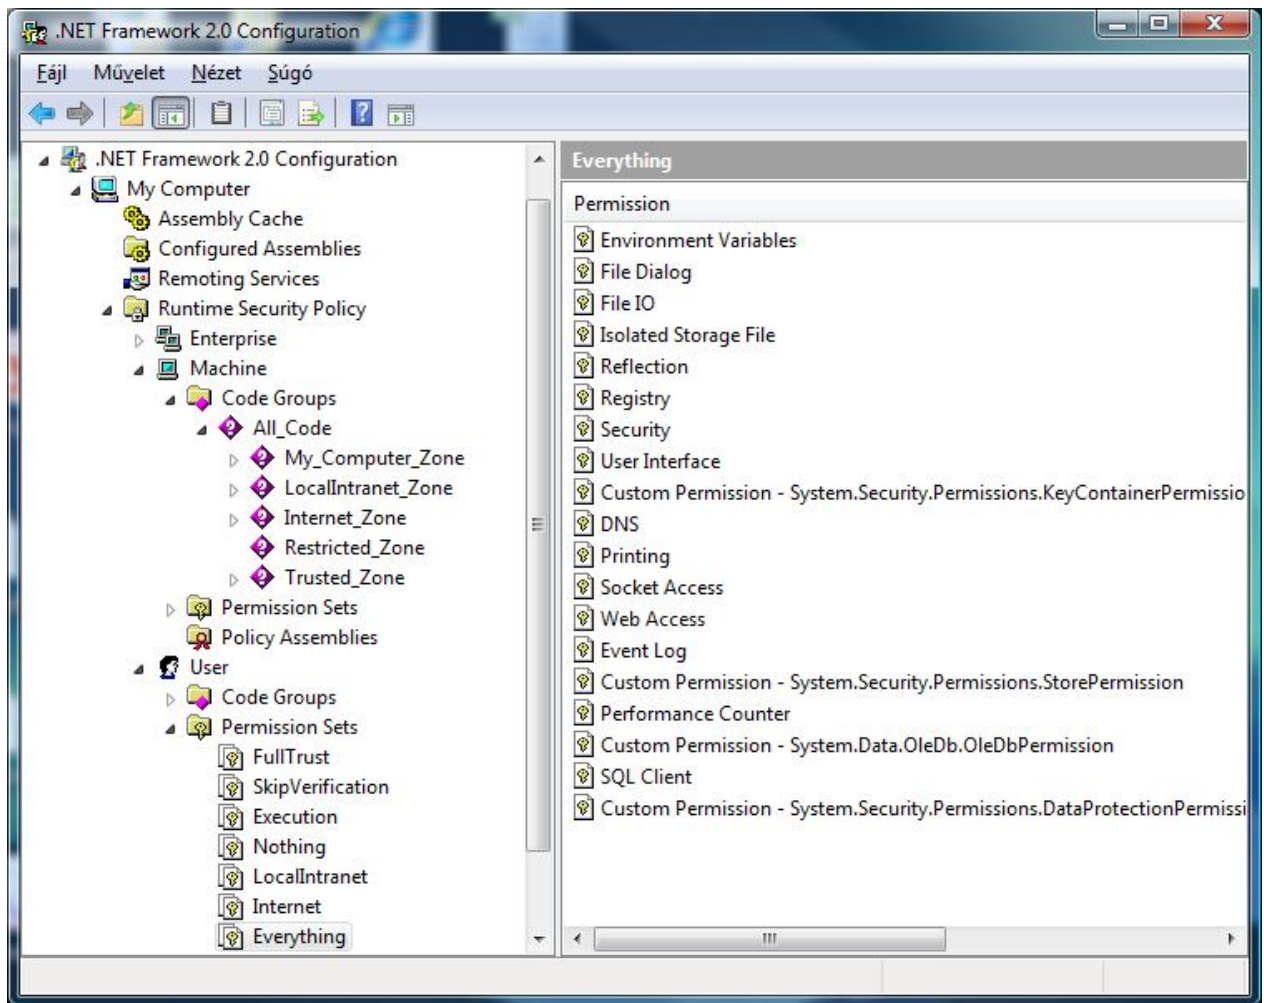 .NET Framework 2.0 Configuration
Fájl Művelet Nézet Súgó
.NET Framework 2.0 Configuration
My Computer
Assembly Cache
Configured Assemblies
Remoting Services
Runtime Security Policy
Enterprise
Machine
Code Groups
All_Code
My_Computer_Zone
LocalIntranet_Zone
Internet_Zone
Restricted_Zone
Trusted_Zone
Permission Sets
Policy Assemblies
User
Code Groups
Permission Sets
FullTrust
SkipVerification
Execution
Nothing
LocalIntranet
Internet
Everything
Everything
Permission
Environment Variables
File Dialog
File IO
Isolated Storage File
Reflection
Registry
Security
User Interface
Custom Permission - System.Security.Permissions.KeyContainerPermissio
DNS
Printing
Socket Access
Web Access
Event Log
Custom Permission - System.Security.Permissions.StorePermission
Performance Counter
Custom Permission - System.Data.OleDb.OleDbPermission
SQL Client
Custom Permission - System.Security.Permissions.DataProtectionPermissi